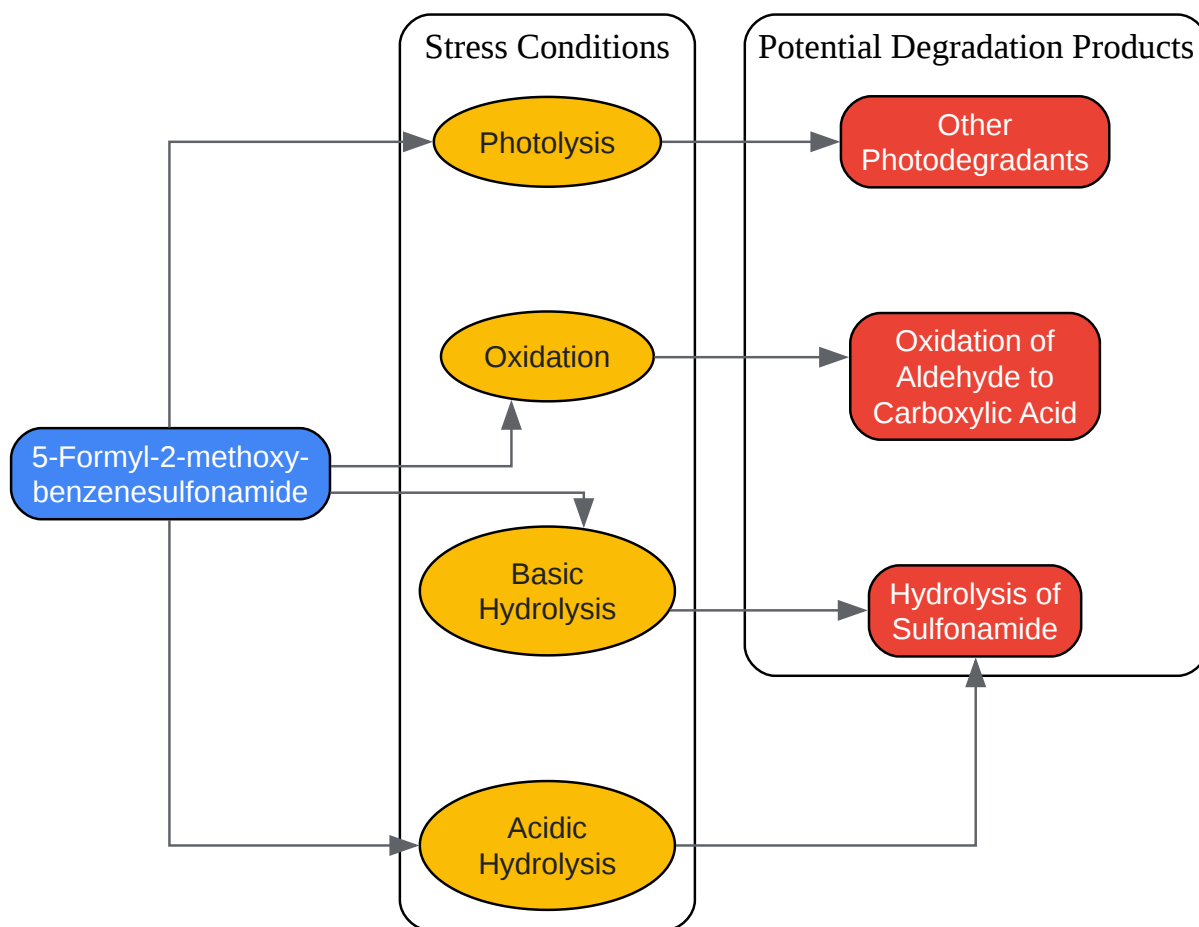 Stress Conditions
Potential Degradation Products
Photolysis
Other
Photodegradants
Oxidation
Oxidation of
Aldehyde to
Carboxylic Acid
5-Formyl-2-methoxy-
benzenesulfonamide
Basic
Hydrolysis
Hydrolysis of
Sulfonamide
Acidic
Hydrolysis